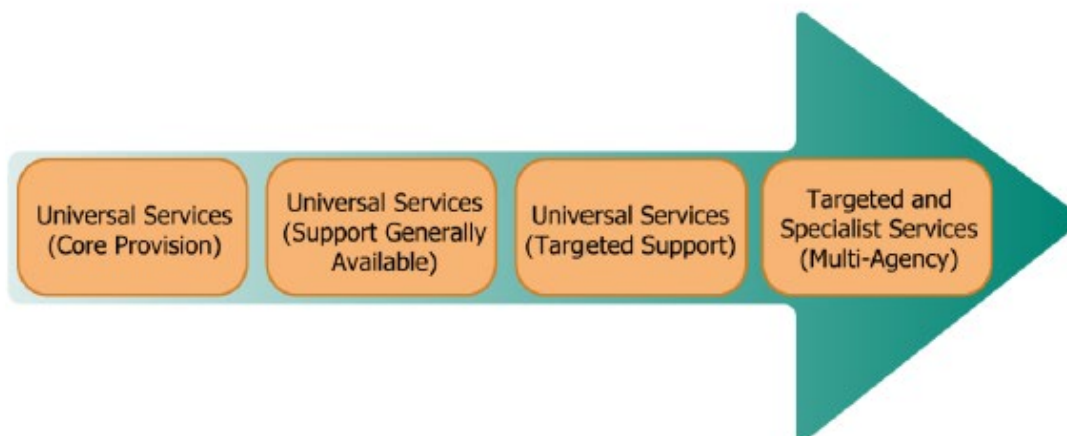 Universal Services
(Core Provision)
Universal Services
(Support Generally
Available)
Universal Services
(Targeted Support)
Targeted and
Specialist Services
(Multi-Agency)